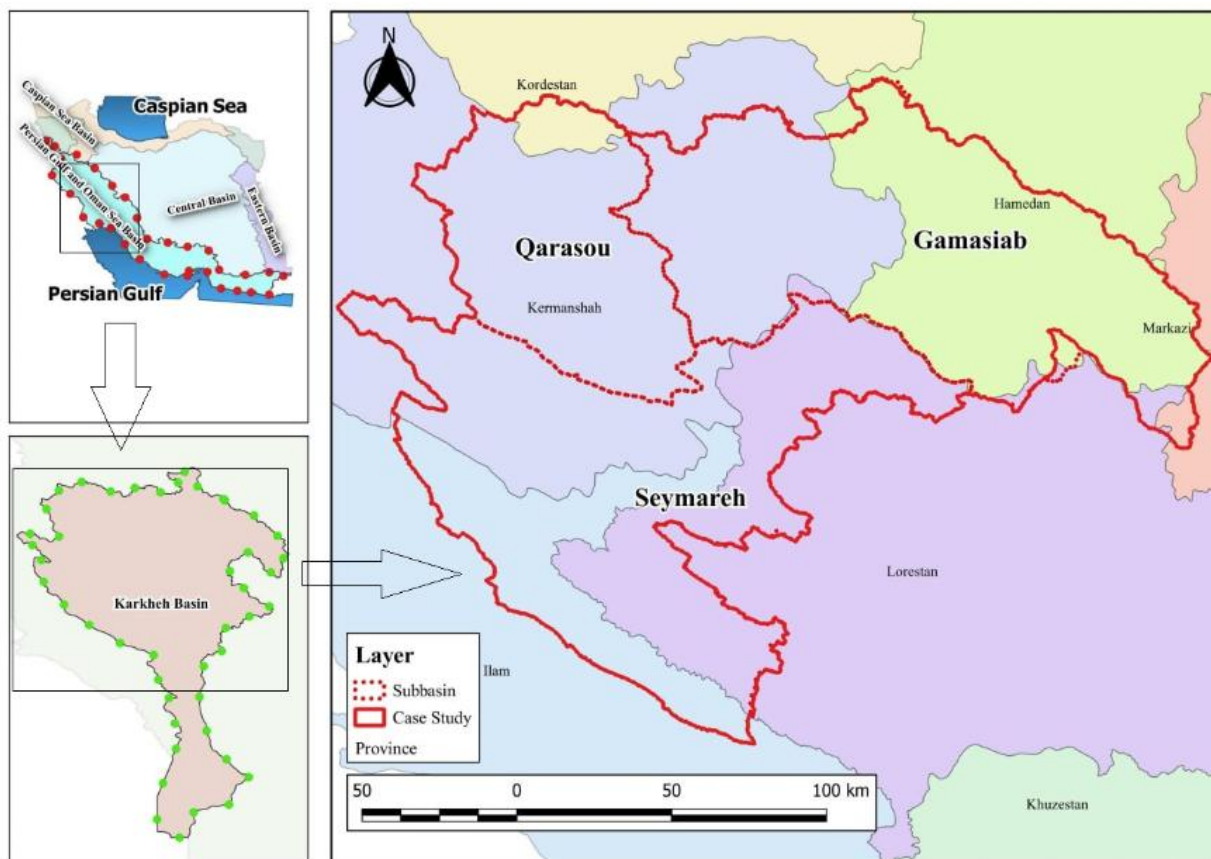 Caspian Sea
Caspian Sea Basin
Persian Gulf and Oman Sea Basin
Central Basin
Eastern Basin
Persian Gulf
Karkheh Basin
N
Kordestan
Hamedan
Qarasou
Gamasiab
Kermanshah
Markazi
Seymareh
Lorestan
Ilam
Khuzestan
Layer
Subbasin
Case Study
Province
50 0 50 100 km